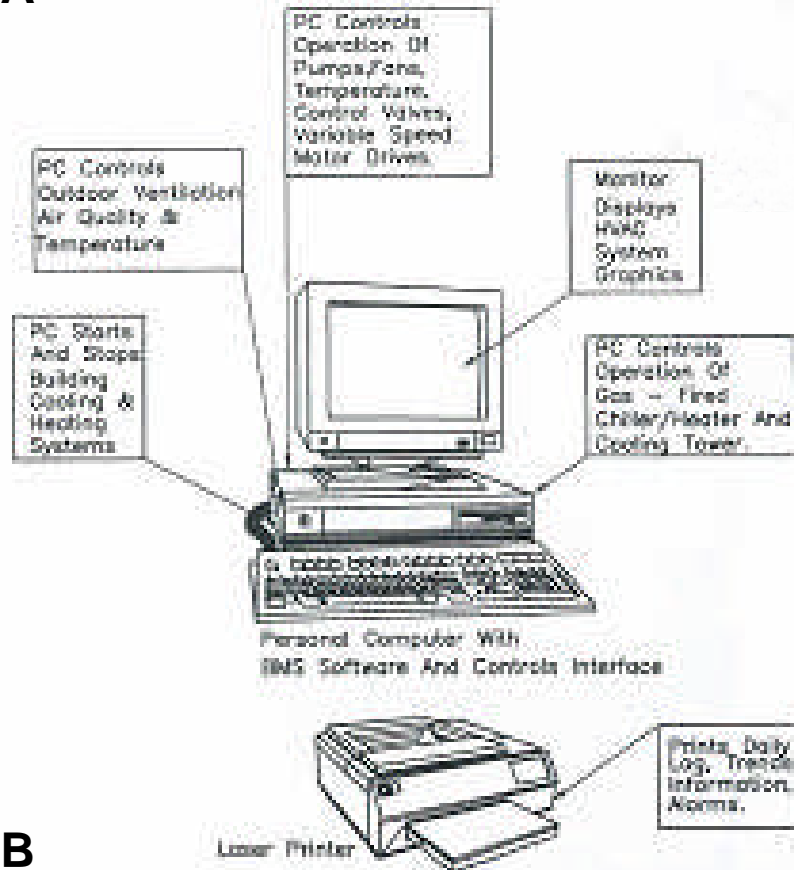 A
PC Controls
Operation Of
Pumps/Fans,
Temperature,
Control Valves,
Variable Speed
Motor Drives.
PC Controls
Outdoor Ventilation
Air Quality &
Temperature
Monitor
Displays
HVAC
System
Graphics
PC Starts
And Stops
Building
Cooling &
Heating
Systems
PC Controls
Operation Of
Gas - Fired
Chiller/Heater And
Cooling Tower.
Personal Computer With
BMS Software And Controls Interface
Prints Daily
Log, Trends
Information,
Alarms.
Laser Printer
B